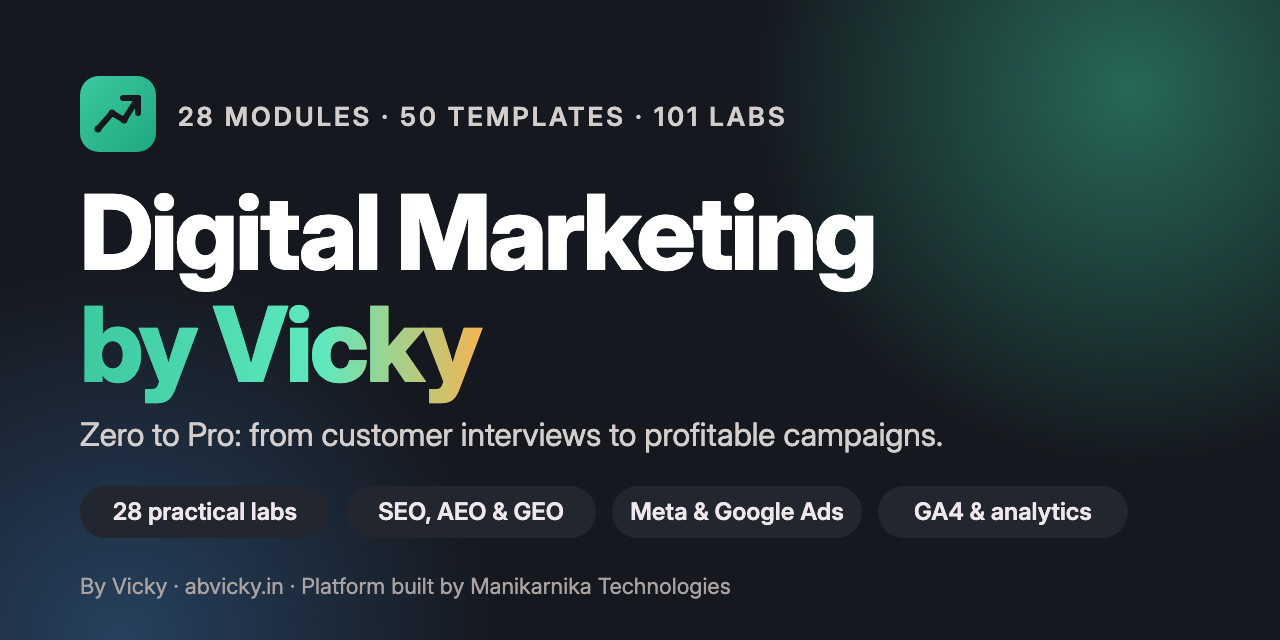 28 MODULES · 50 TEMPLATES · 101 LABS
Digital Marketing
by Vicky
Zero to Pro: from customer interviews to profitable campaigns.
28 practical labs
SEO, AEO & GEO
Meta & Google Ads
GA4 & analytics
By Vicky · abvicky.in · Platform built by Manikarnika Technologies